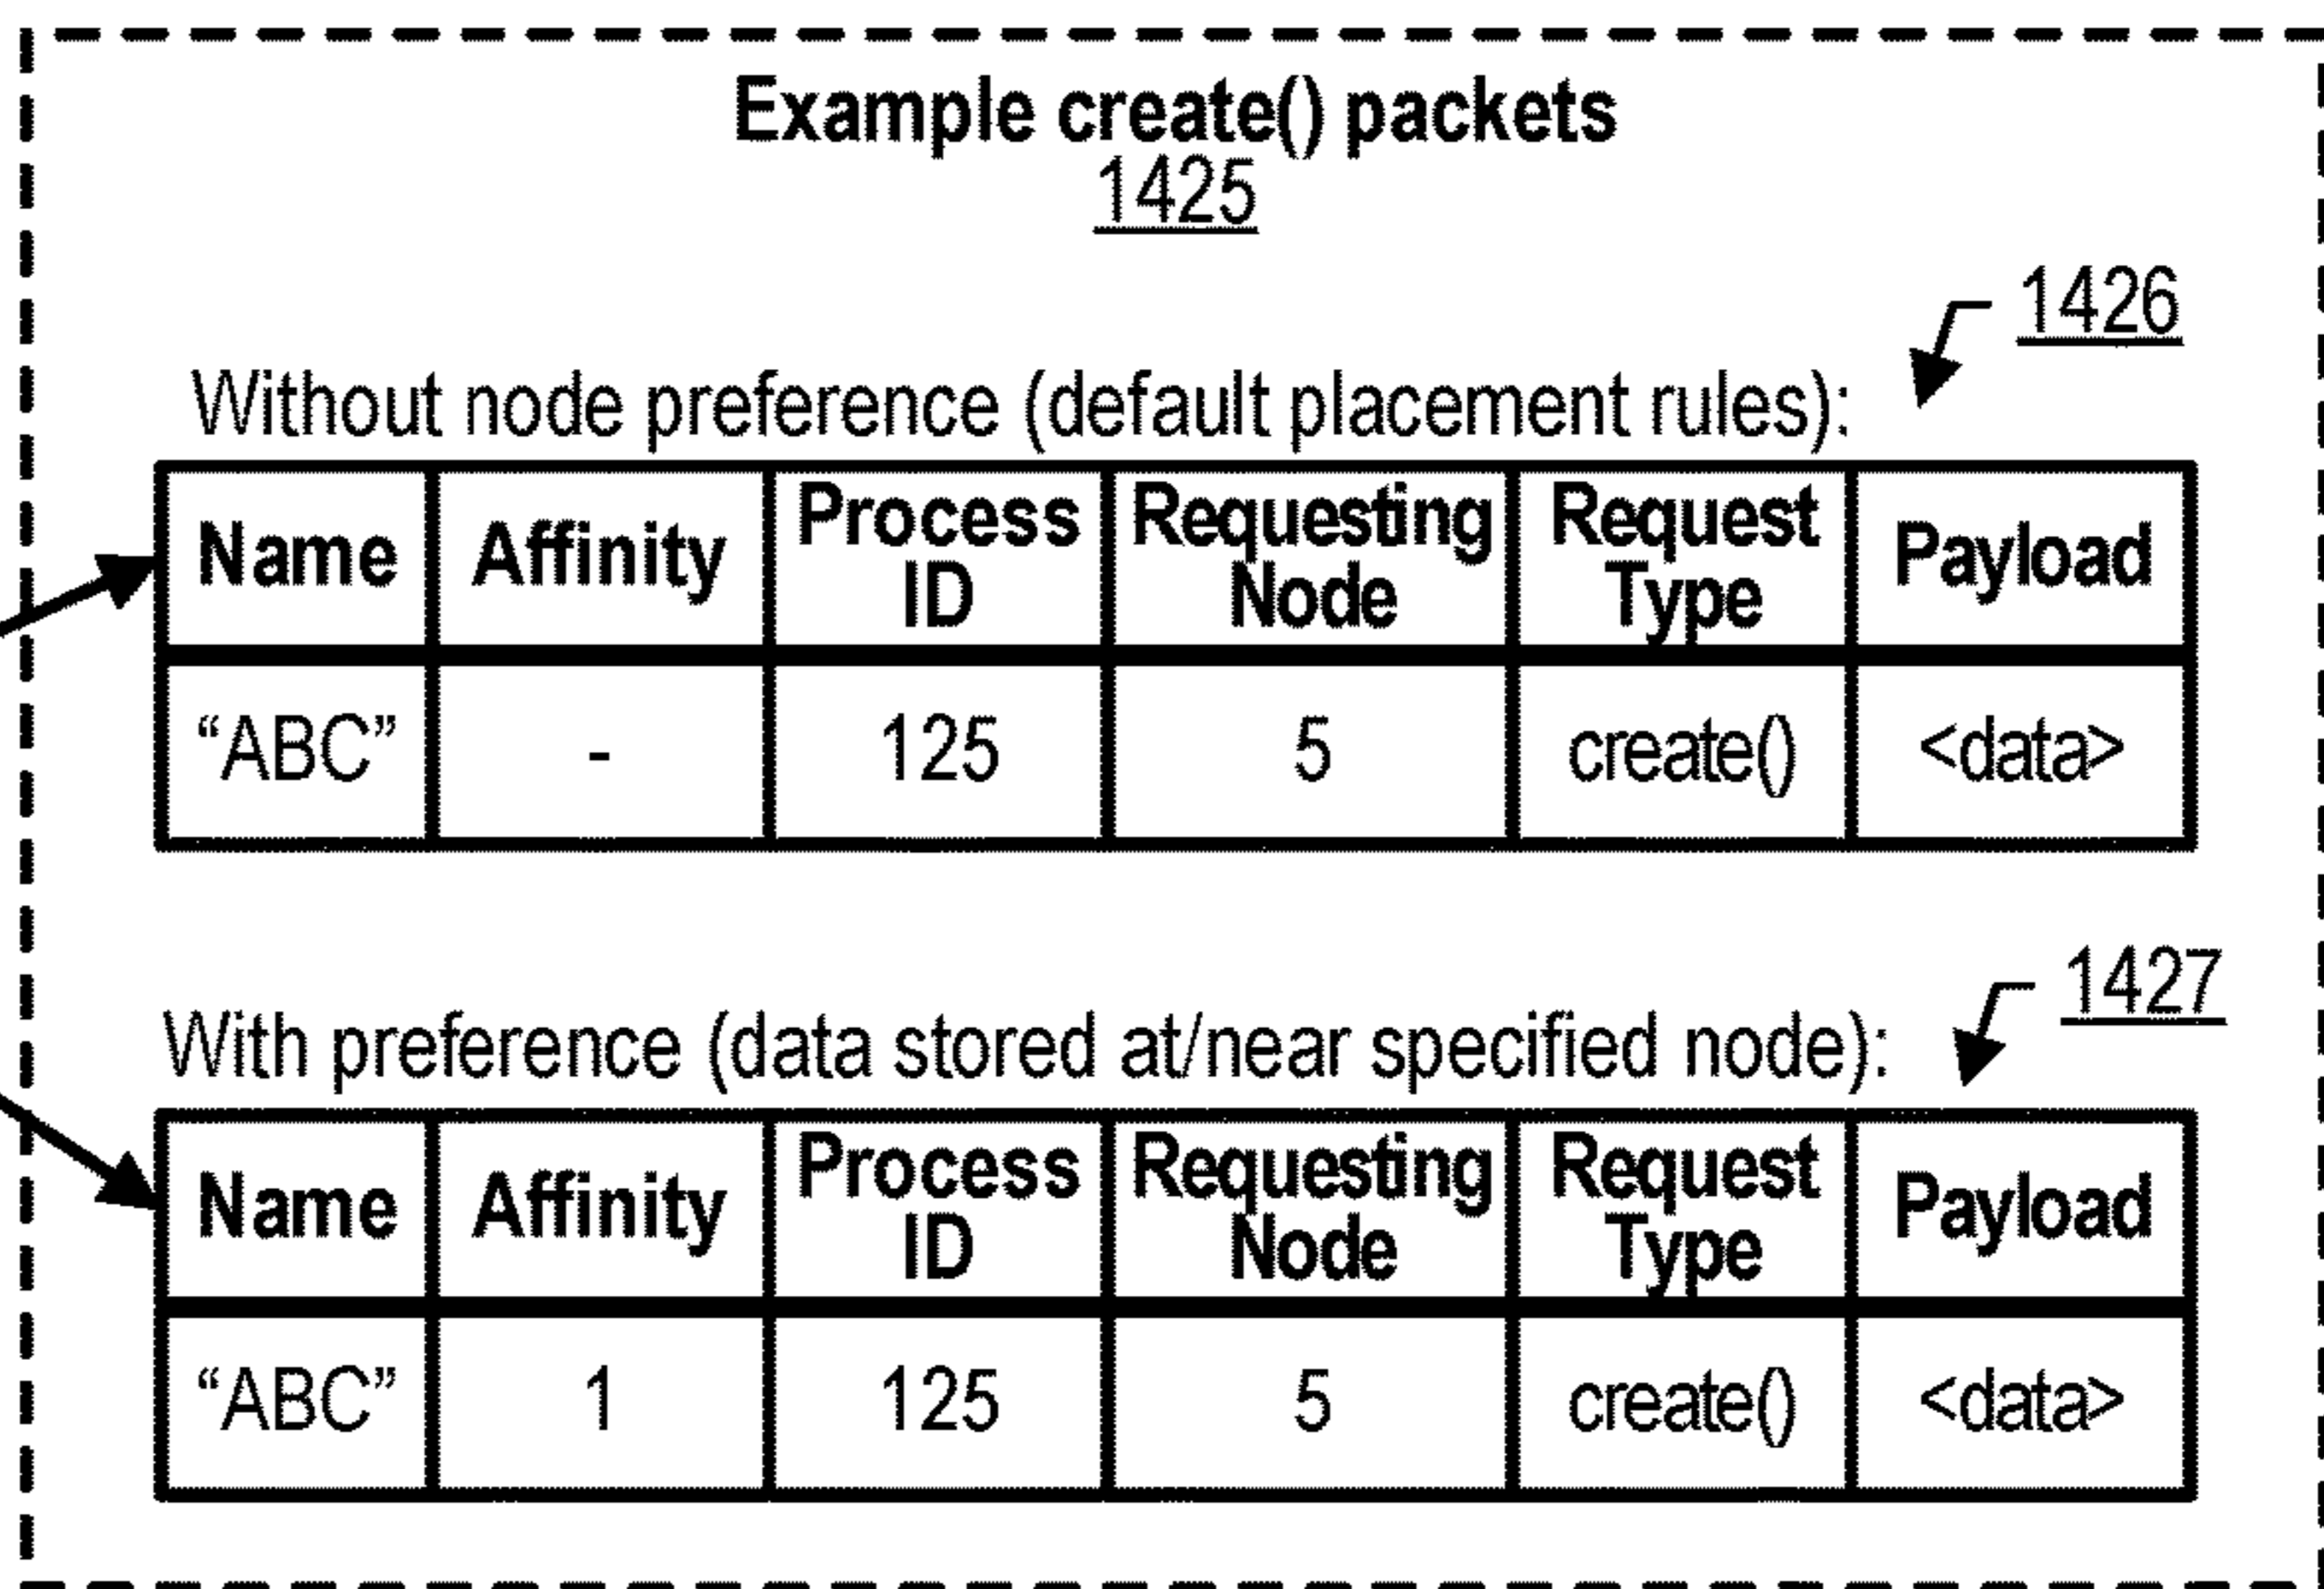 Example create() packets
1425
1426
Without node preference (default placement rules):
Name Affinity Process ID Requesting Node Request Type Payload
“ABC” - 125 5 create() <data>
1427
With preference (data stored at/near specified node):
Name Affinity Process ID Requesting Node Request Type Payload
“ABC” 1 125 5 create() <data>